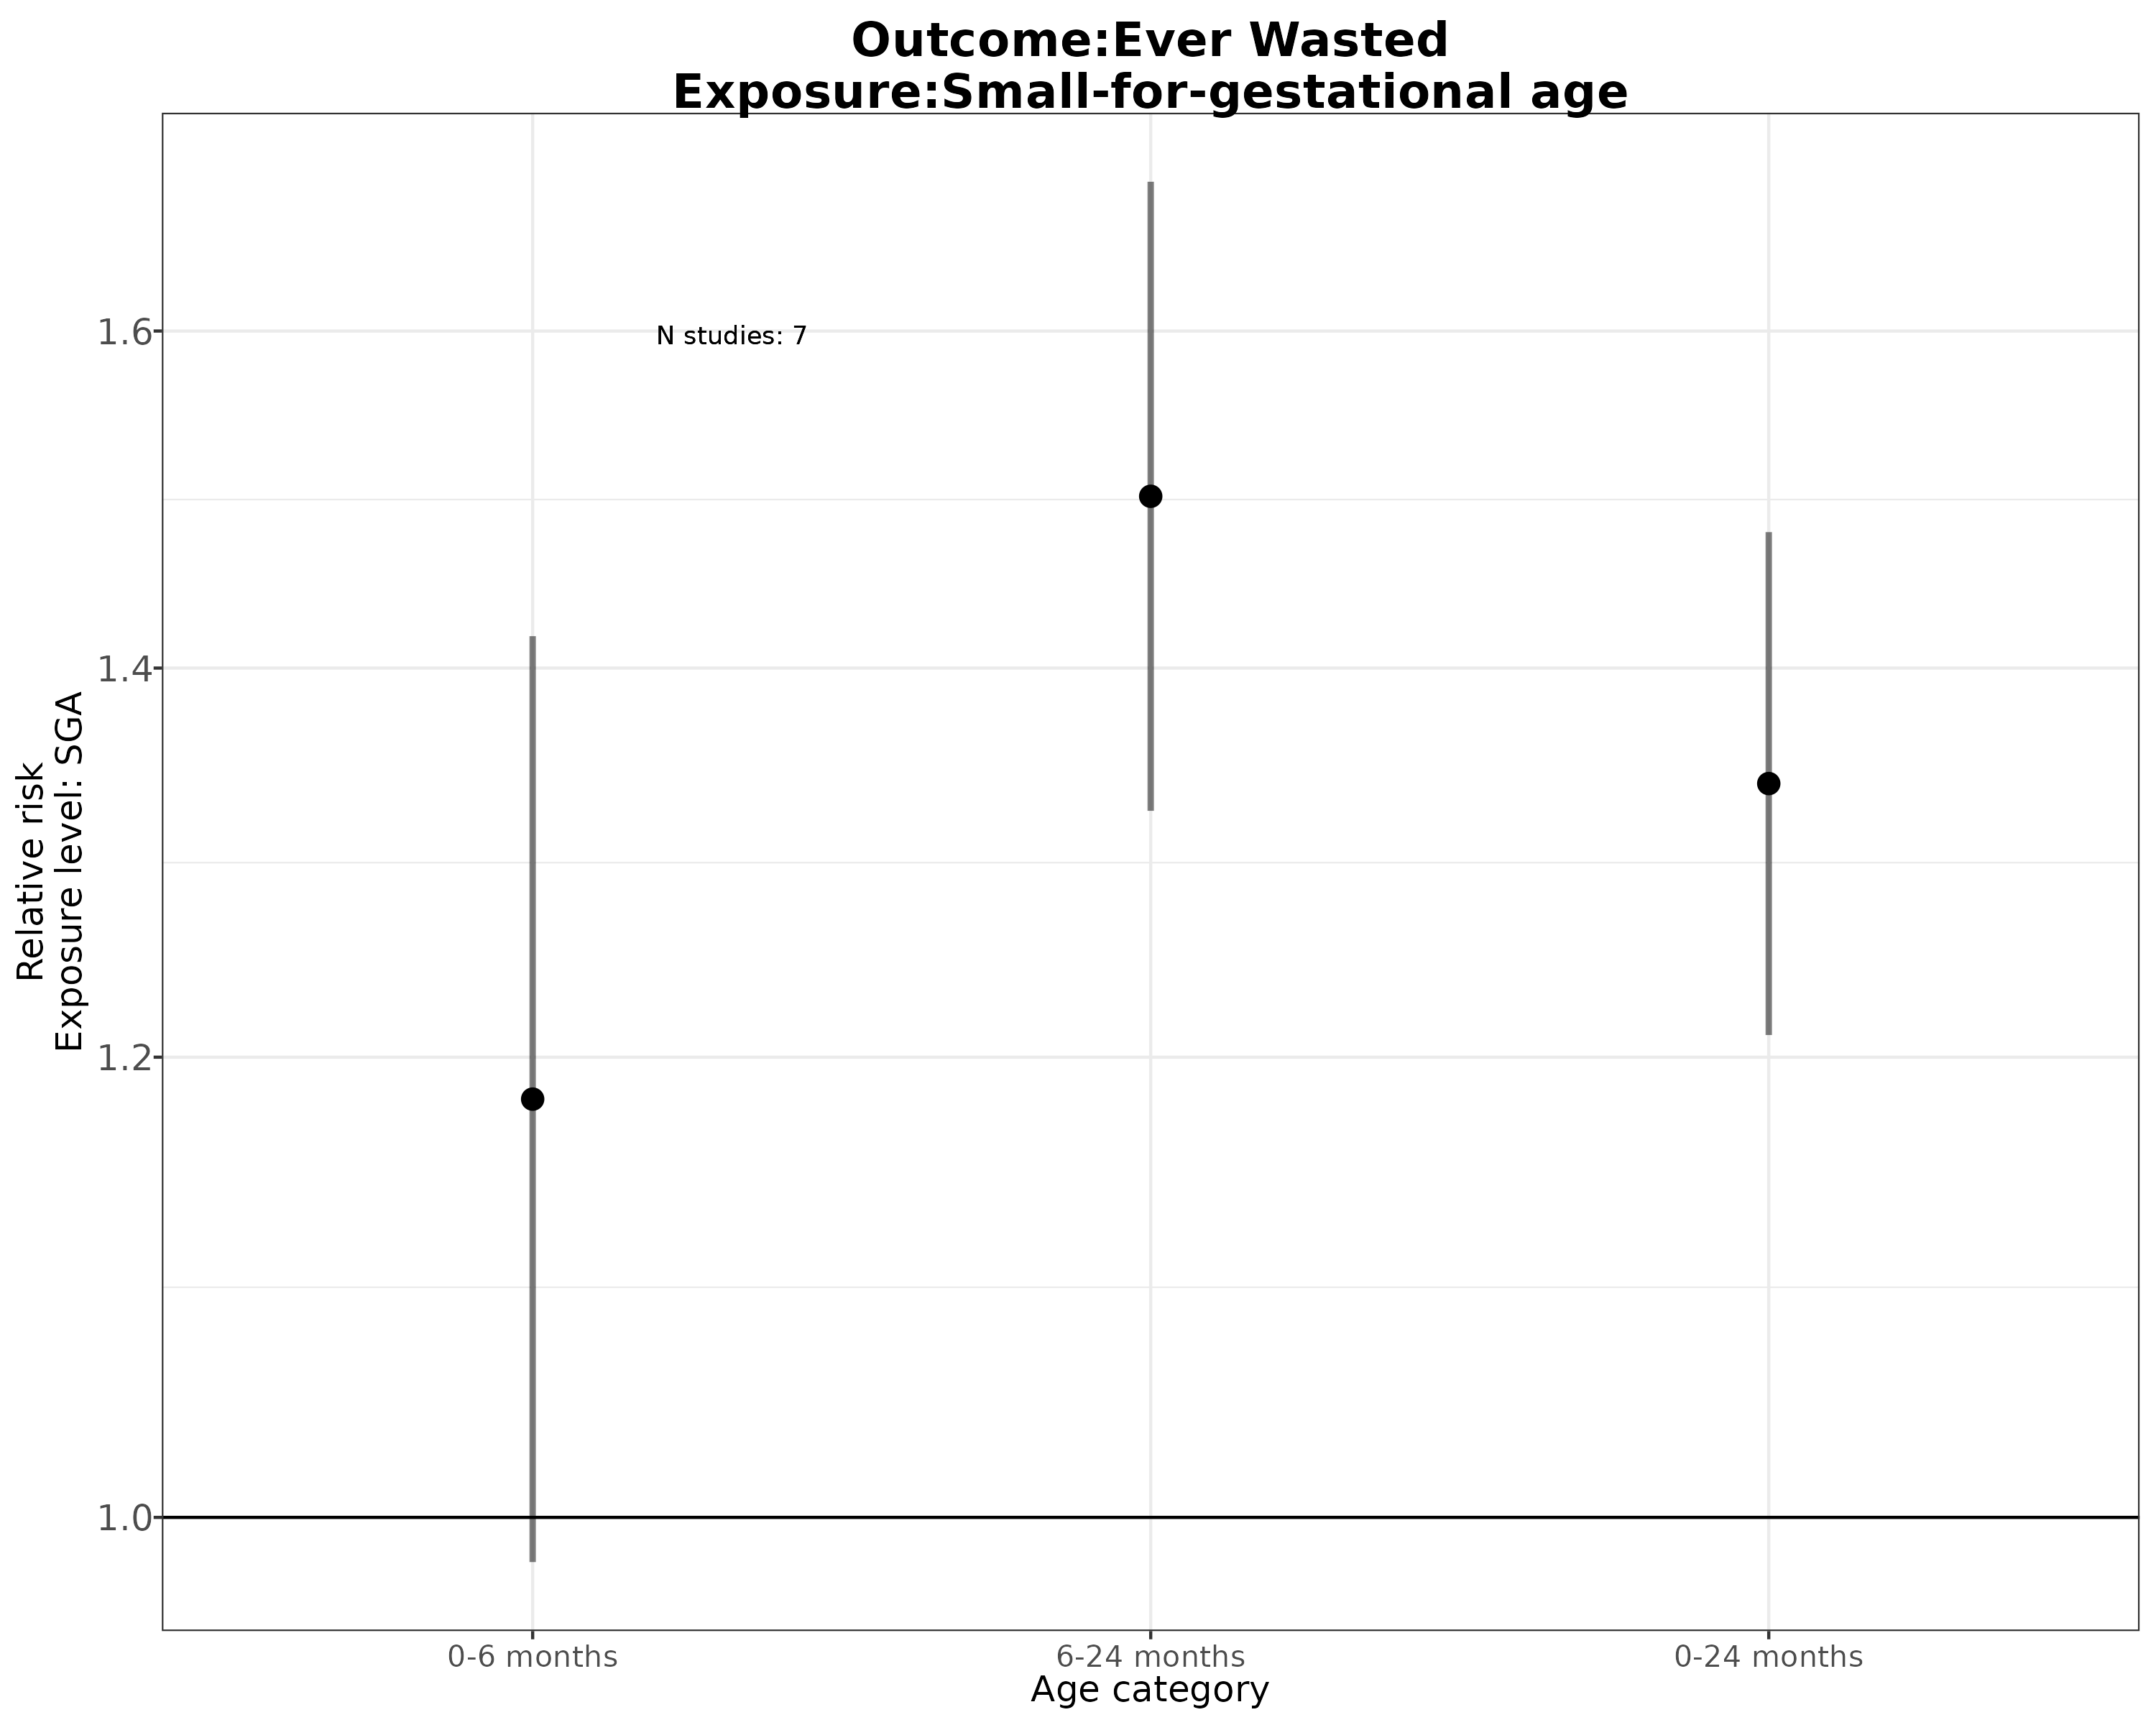 Outcome:Ever Wasted
Exposure:Small-for-gestational age
Relative risk
Exposure level: SGA
1.6
N studies: 7
1.4
1.2
1.0
0-6 months
6-24 months
0-24 months
Age category